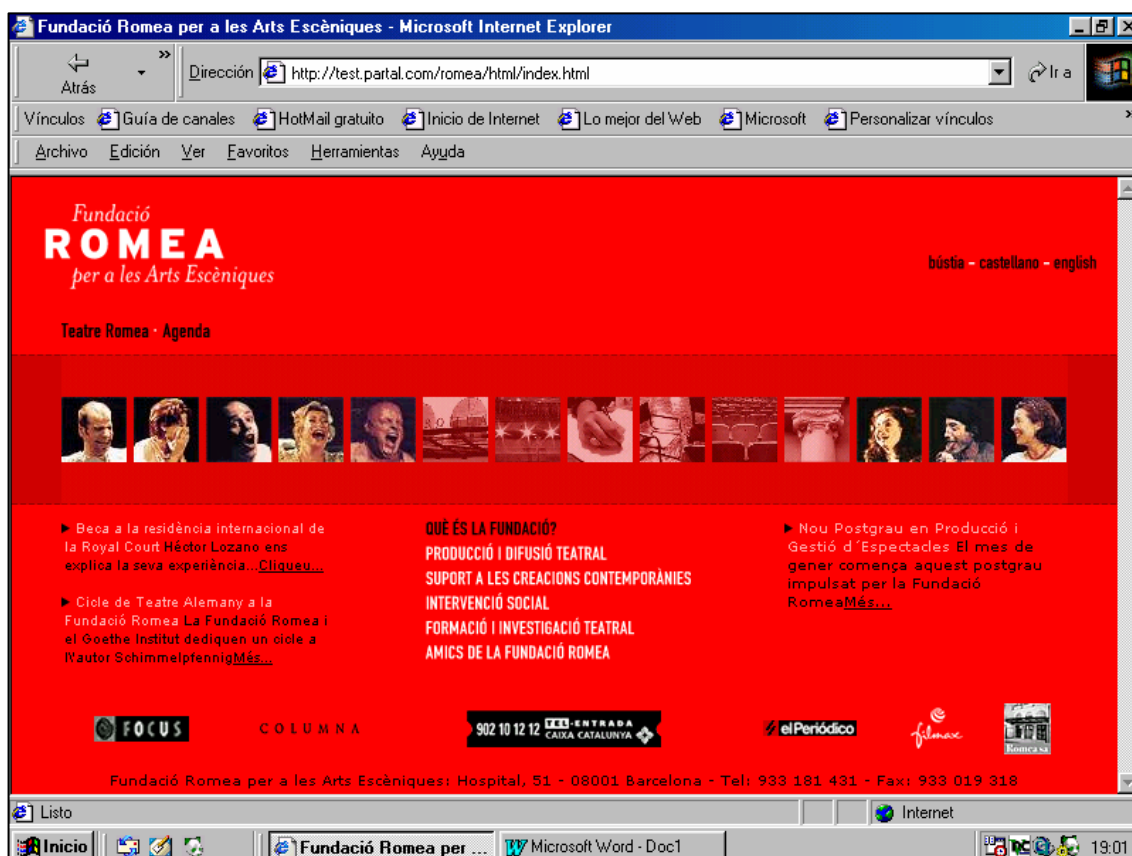 Fundació Romea per a les Arts Escèniques - Microsoft Internet Explorer
Atrás
»
Dirección
http://test.partal.com/romea/html/index.html
Ir a
Vínculos Guía de canales HotMail gratuito Inicio de Internet Lo mejor del Web Microsoft Personalizar vínculos »
Archivo Edición Ver Favoritos Herramientas Ayuda
Fundació
ROMEA
per a les Arts Escèniques
bústia - castellano - english
Teatre Romea · Agenda
Beca a la residència internacional de
la Royal Court Héctor Lozano ens
explica la seva experiència...Cliqueu...
Cicle de Teatre Alemany a la
Fundació Romea La Fundació Romea i
el Goethe Institut dediquen un cicle a
l\'autor SchimmelpfennigMés...
QUÈ ÉS LA FUNDACIÓ?
PRODUCCIÓ I DIFUSIÓ TEATRAL
SUPORT A LES CREACIONS CONTEMPORÀNIES
INTERVENCIÓ SOCIAL
FORMACIÓ I INVESTIGACIÓ TEATRAL
AMICS DE LA FUNDACIÓ ROMEA
Nou Postgrau en Producció i
Gestió d´Espectacles El mes de
gener comença aquest postgrau
impulsat per la Fundació
RomeaMés...
FOCUS
COLUMNA
902 10 12 12 TEL-ENTRADA
CAIXA CATALUNYA
elPeriódico
filmax
Romea sa
Fundació Romea per a les Arts Escèniques: Hospital, 51 - 08001 Barcelona - Tel: 933 181 431 - Fax: 933 019 318
Listo
Internet
Inicio
Fundació Romea per ...
Microsoft Word - Doc1
19:01